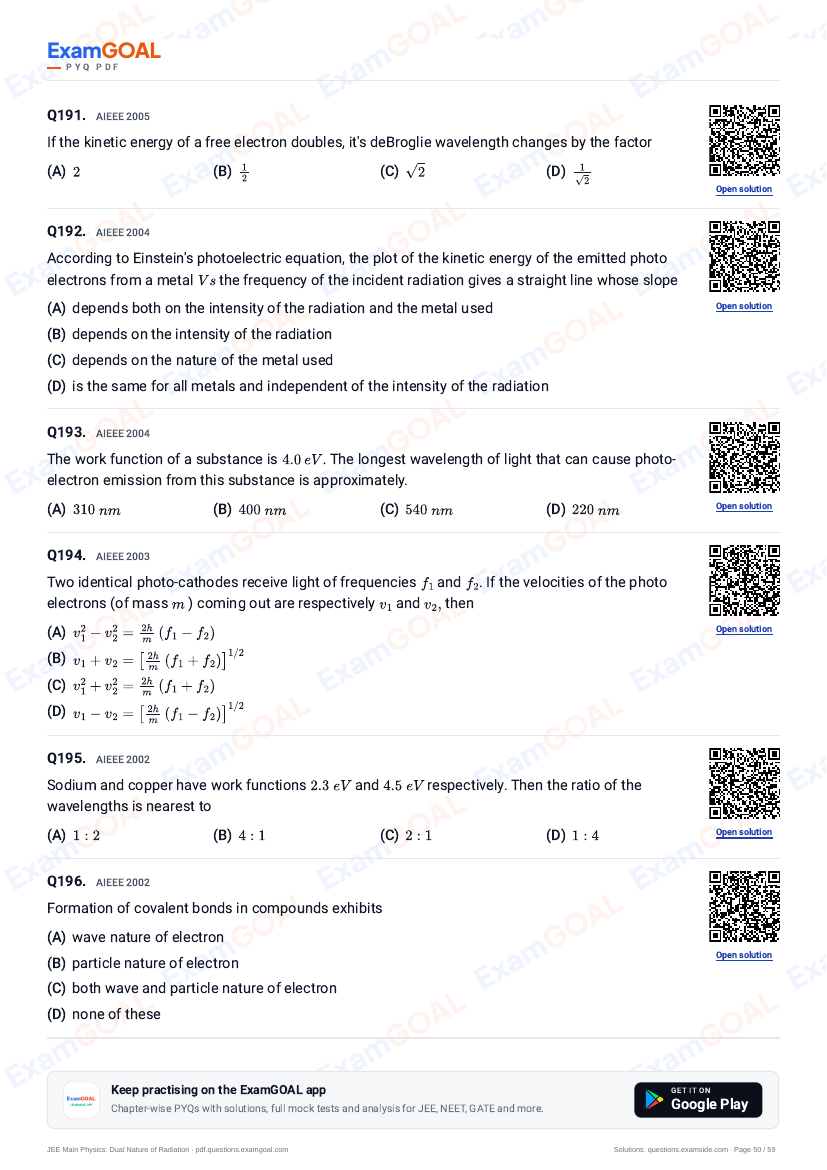 ExamGOAL
PYQ PDF
Q191. AIEEE 2005
If the kinetic energy of a free electron doubles, it's deBroglie wavelength changes by the factor
(A) 2 (B) 1/2 (C) √2 (D) 1/√2
Open solution
Q192. AIEEE 2004
According to Einstein's photoelectric equation, the plot of the kinetic energy of the emitted photo
electrons from a metal Vs the frequency of the incident radiation gives a straight line whose slope
(A) depends both on the intensity of the radiation and the metal used
(B) depends on the intensity of the radiation
(C) depends on the nature of the metal used
(D) is the same for all metals and independent of the intensity of the radiation
Open solution
Q193. AIEEE 2004
The work function of a substance is 4.0 eV. The longest wavelength of light that can cause photo-
electron emission from this substance is approximately.
(A) 310 nm (B) 400 nm (C) 540 nm (D) 220 nm
Open solution
Q194. AIEEE 2003
Two identical photo-cathodes receive light of frequencies f₁ and f₂. If the velocities of the photo
electrons (of mass m ) coming out are respectively v₁ and v₂, then
(A) v₁² − v₂² = 2h/m (f₁ − f₂)
(B) v₁ + v₂ = [2h/m (f₁ + f₂)]^1/2
(C) v₁² + v₂² = 2h/m (f₁ + f₂)
(D) v₁ − v₂ = [2h/m (f₁ − f₂)]^1/2
Open solution
Q195. AIEEE 2002
Sodium and copper have work functions 2.3 eV and 4.5 eV respectively. Then the ratio of the
wavelengths is nearest to
(A) 1 : 2 (B) 4 : 1 (C) 2 : 1 (D) 1 : 4
Open solution
Q196. AIEEE 2002
Formation of covalent bonds in compounds exhibits
(A) wave nature of electron
(B) particle nature of electron
(C) both wave and particle nature of electron
(D) none of these
Open solution
ExamGOAL
Keep practising on the ExamGOAL app
Chapter-wise PYQs with solutions, full mock tests and analysis for JEE, NEET, GATE and more.
GET IT ON
Google Play
JEE Main Physics: Dual Nature of Radiation · pdf.questions.examgoal.com
Solutions: questions.examside.com · Page 50 / 59